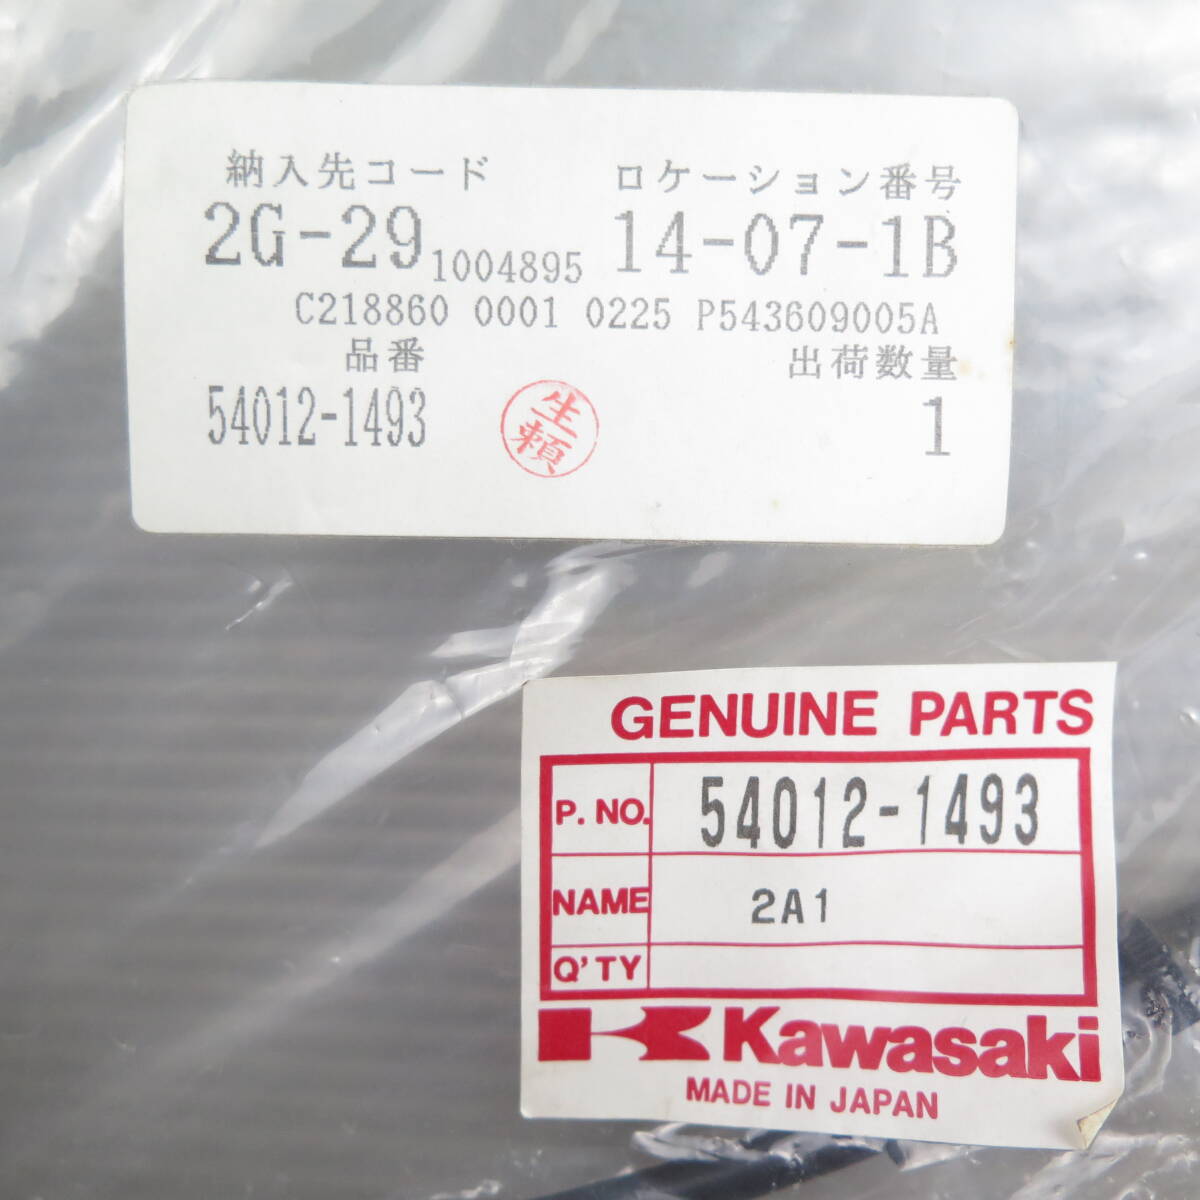 納入先コード ロケーション番号
2G-29 1004895 14-07-1B
C218860 0001 0225 P543609005A
品番 出荷数量
54012-1493 1
生頼
GENUINE PARTS
P. NO. 54012-1493
NAME 2A1
Q'TY
Kawasaki
MADE IN JAPAN